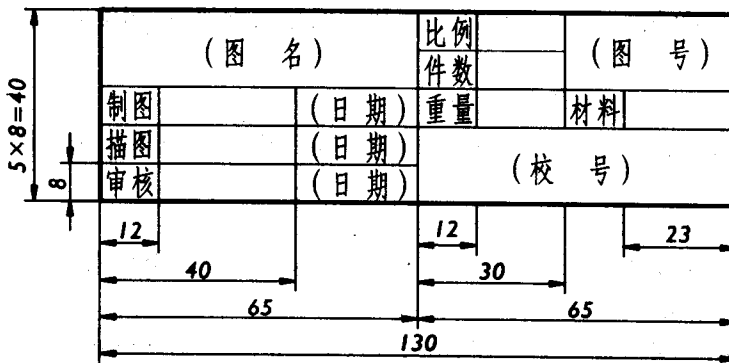 (图 名)
比例
(图 号)
件数
制图
(日期)
重量
材料
描图
(日期)
(校 号)
审核
(日期)
5×8=40
8
12
12
23
40
30
65
65
130